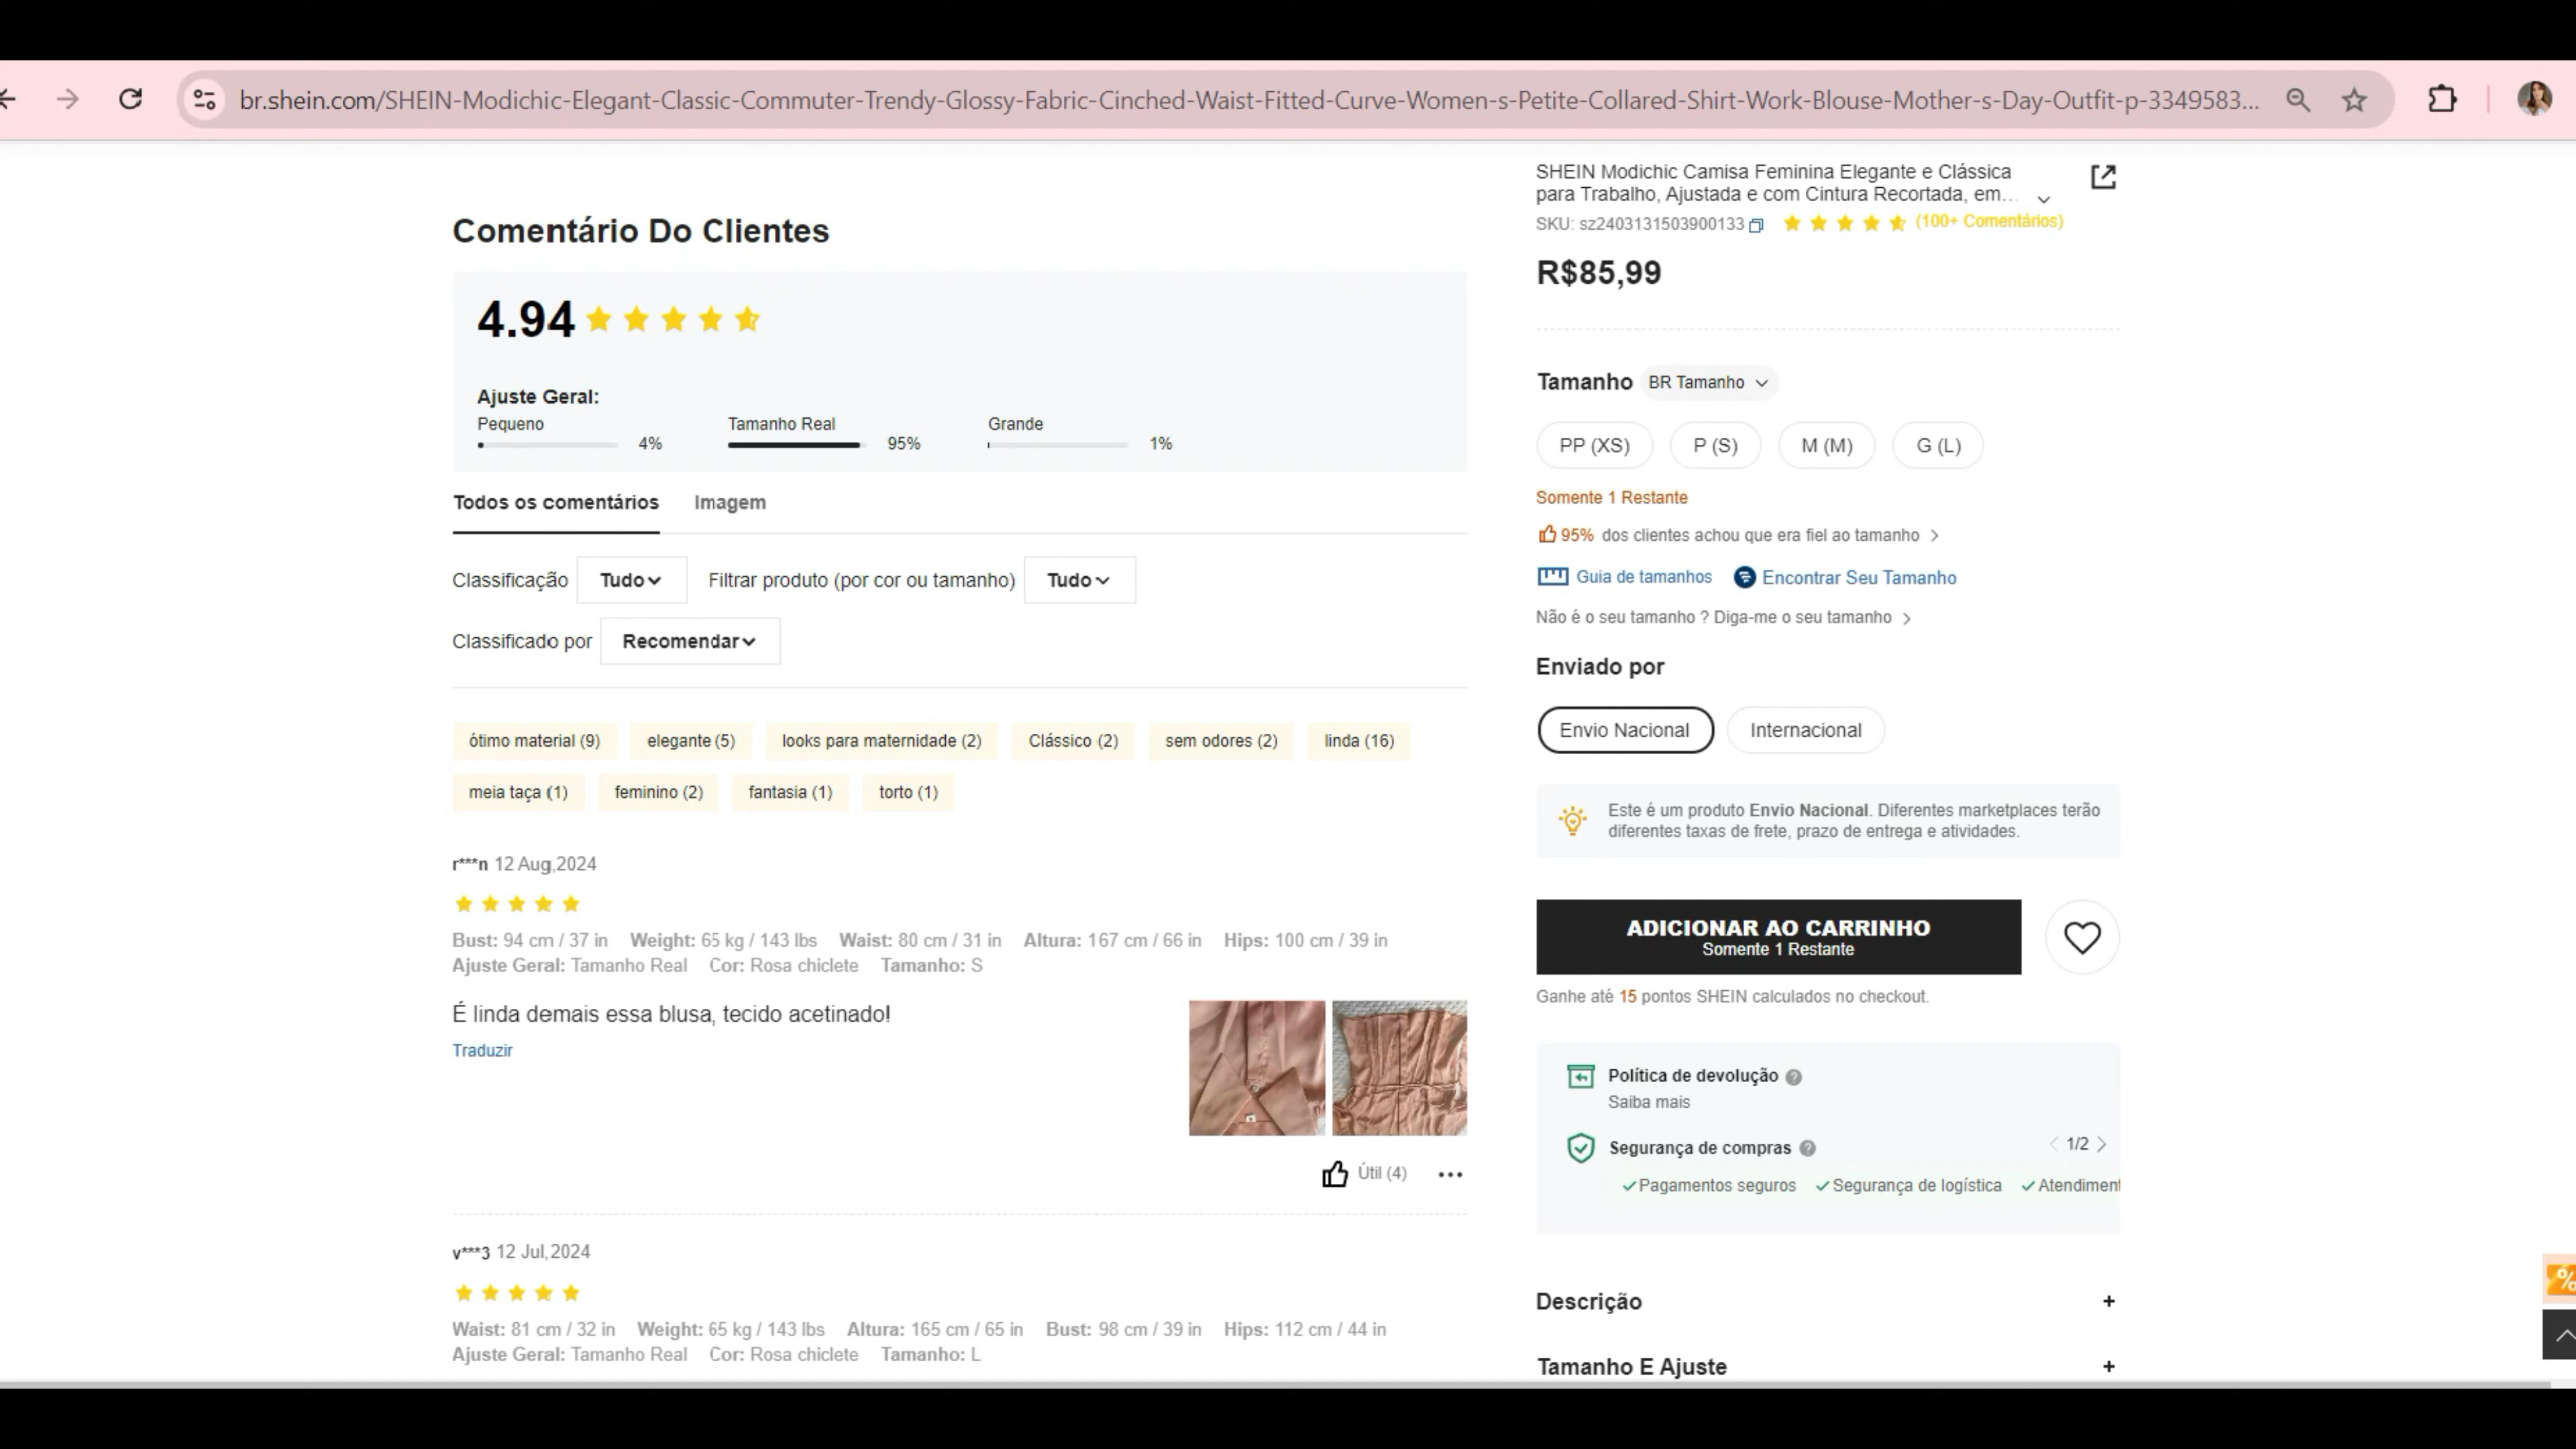 br.shein.com/SHEIN-Modichic-Elegant-Classic-Commuter-Trendy-Glossy-Fabric-Cinched-Waist-Fitted-Curve-Women-s-Petite-Collared-Shirt-Work-Blouse-Mother-s-Day-Outfit-p-3349583...
Comentário Do Clientes
4.94
Ajuste Geral:
Pequeno 4% Tamanho Real 95% Grande 1%
Todos os comentários Imagem
Classificação Tudo Filtrar produto (por cor ou tamanho) Tudo
Classificado por Recomendar
ótimo material (9) elegante (5) looks para maternidade (2) Clássico (2) sem odores (2) linda (16)
meia taça (1) feminino (2) fantasia (1) torto (1)
r***n 12 Aug,2024
Bust: 94 cm / 37 in Weight: 65 kg / 143 lbs Waist: 80 cm / 31 in Altura: 167 cm / 66 in Hips: 100 cm / 39 in
Ajuste Geral: Tamanho Real Cor: Rosa chiclete Tamanho: S
É linda demais essa blusa, tecido acetinado!
Traduzir
Útil (4)
v***3 12 Jul,2024
Waist: 81 cm / 32 in Weight: 65 kg / 143 lbs Altura: 165 cm / 65 in Bust: 98 cm / 39 in Hips: 112 cm / 44 in
Ajuste Geral: Tamanho Real Cor: Rosa chiclete Tamanho: L
SHEIN Modichic Camisa Feminina Elegante e Clássica
para Trabalho, Ajustada e com Cintura Recortada, em...
SKU: sz2403131503900133 (100+ Comentários)
R$85,99
Tamanho BR Tamanho
PP (XS) P (S) M (M) G (L)
Somente 1 Restante
95% dos clientes achou que era fiel ao tamanho
Guia de tamanhos Encontrar Seu Tamanho
Não é o seu tamanho ? Diga-me o seu tamanho
Enviado por
Envio Nacional Internacional
Este é um produto Envio Nacional. Diferentes marketplaces terão
diferentes taxas de frete, prazo de entrega e atividades.
ADICIONAR AO CARRINHO
Somente 1 Restante
Ganhe até 15 pontos SHEIN calculados no checkout.
Política de devolução ?
Saiba mais
Segurança de compras ? 1/2
Pagamentos seguros Segurança de logística Atendiment
Descrição +
Tamanho E Ajuste +
%